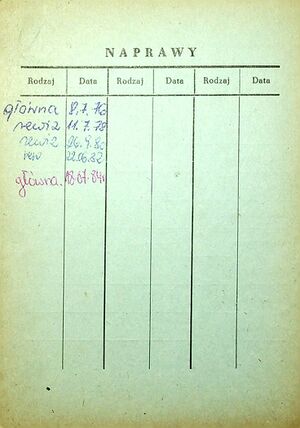 NAPRAWY
Rodzaj Data Rodzaj Data Rodzaj Data
główna 8.7.76
rewiz 11.7.78
rewiz 26.9.80
rew 22.06.82
główna. 18.07.84r